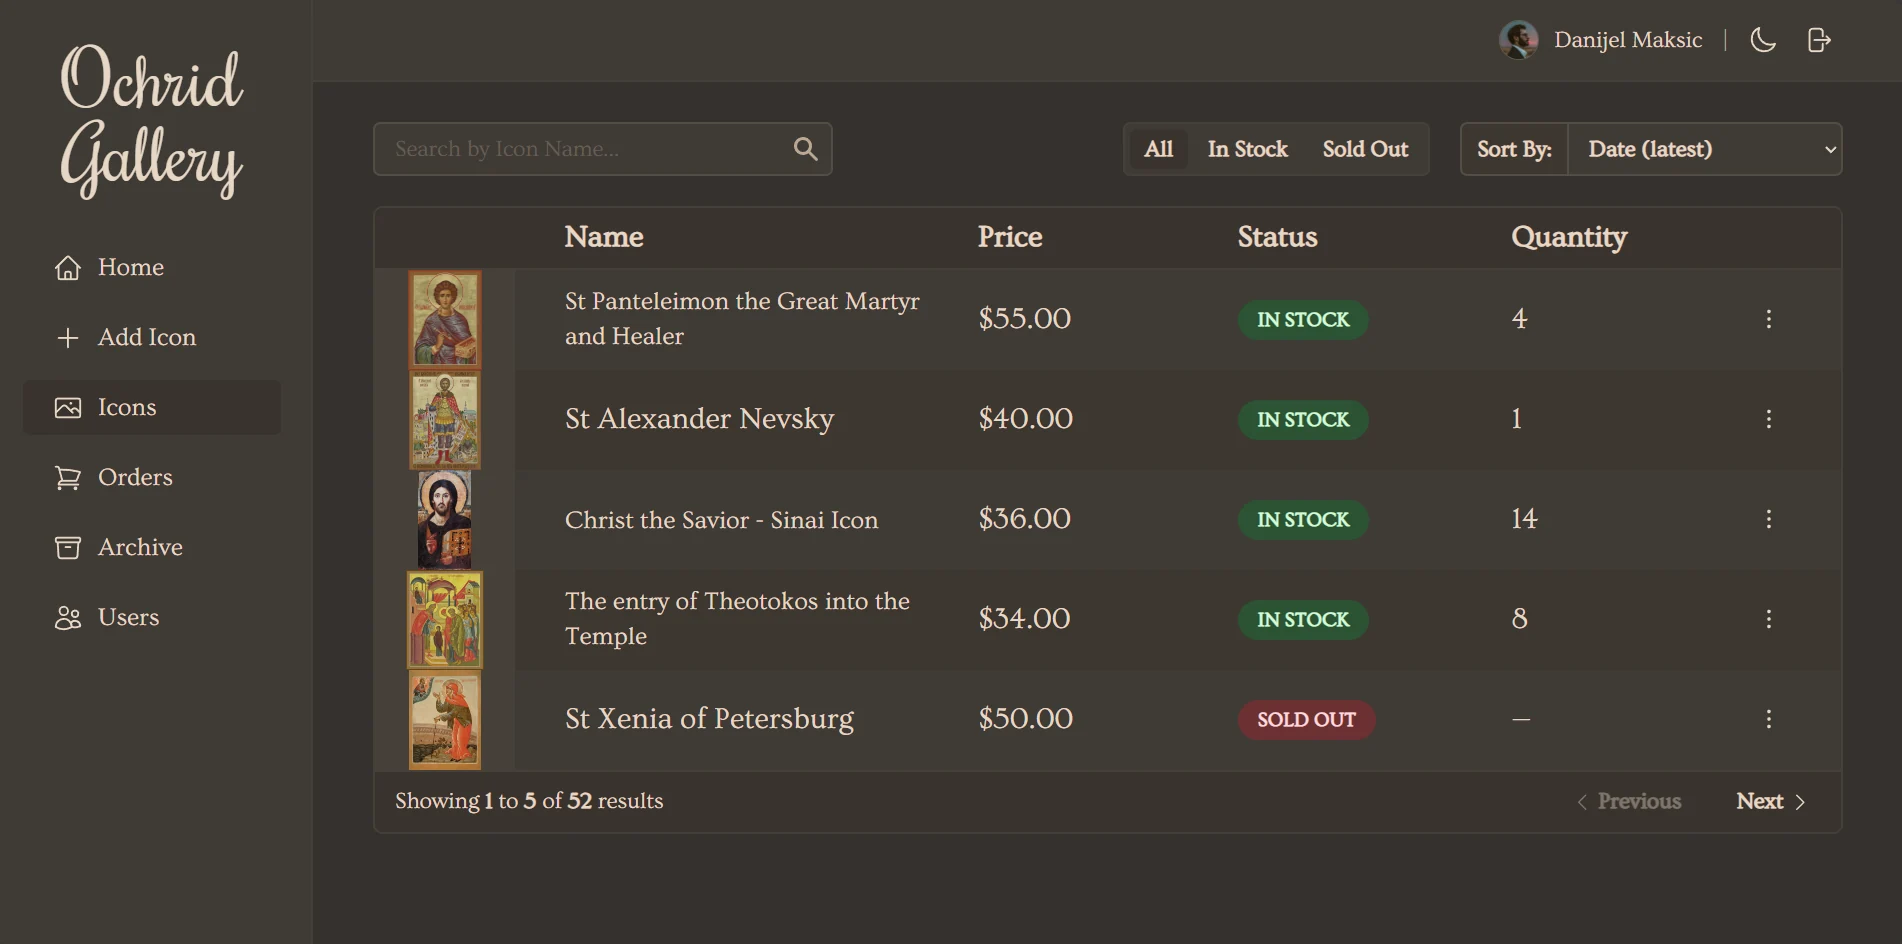 Ochrid
Gallery
Home
Add Icon
Icons
Orders
Archive
Users
Danijel Maksic
Search by Icon Name...
All In Stock Sold Out
Sort By: Date (latest)
Name Price Status Quantity
St Panteleimon the Great Martyr
and Healer
$55.00 IN STOCK 4
St Alexander Nevsky $40.00 IN STOCK 1
Christ the Savior - Sinai Icon $36.00 IN STOCK 14
The entry of Theotokos into the
Temple
$34.00 IN STOCK 8
St Xenia of Petersburg $50.00 SOLD OUT —
Showing 1 to 5 of 52 results
Previous Next